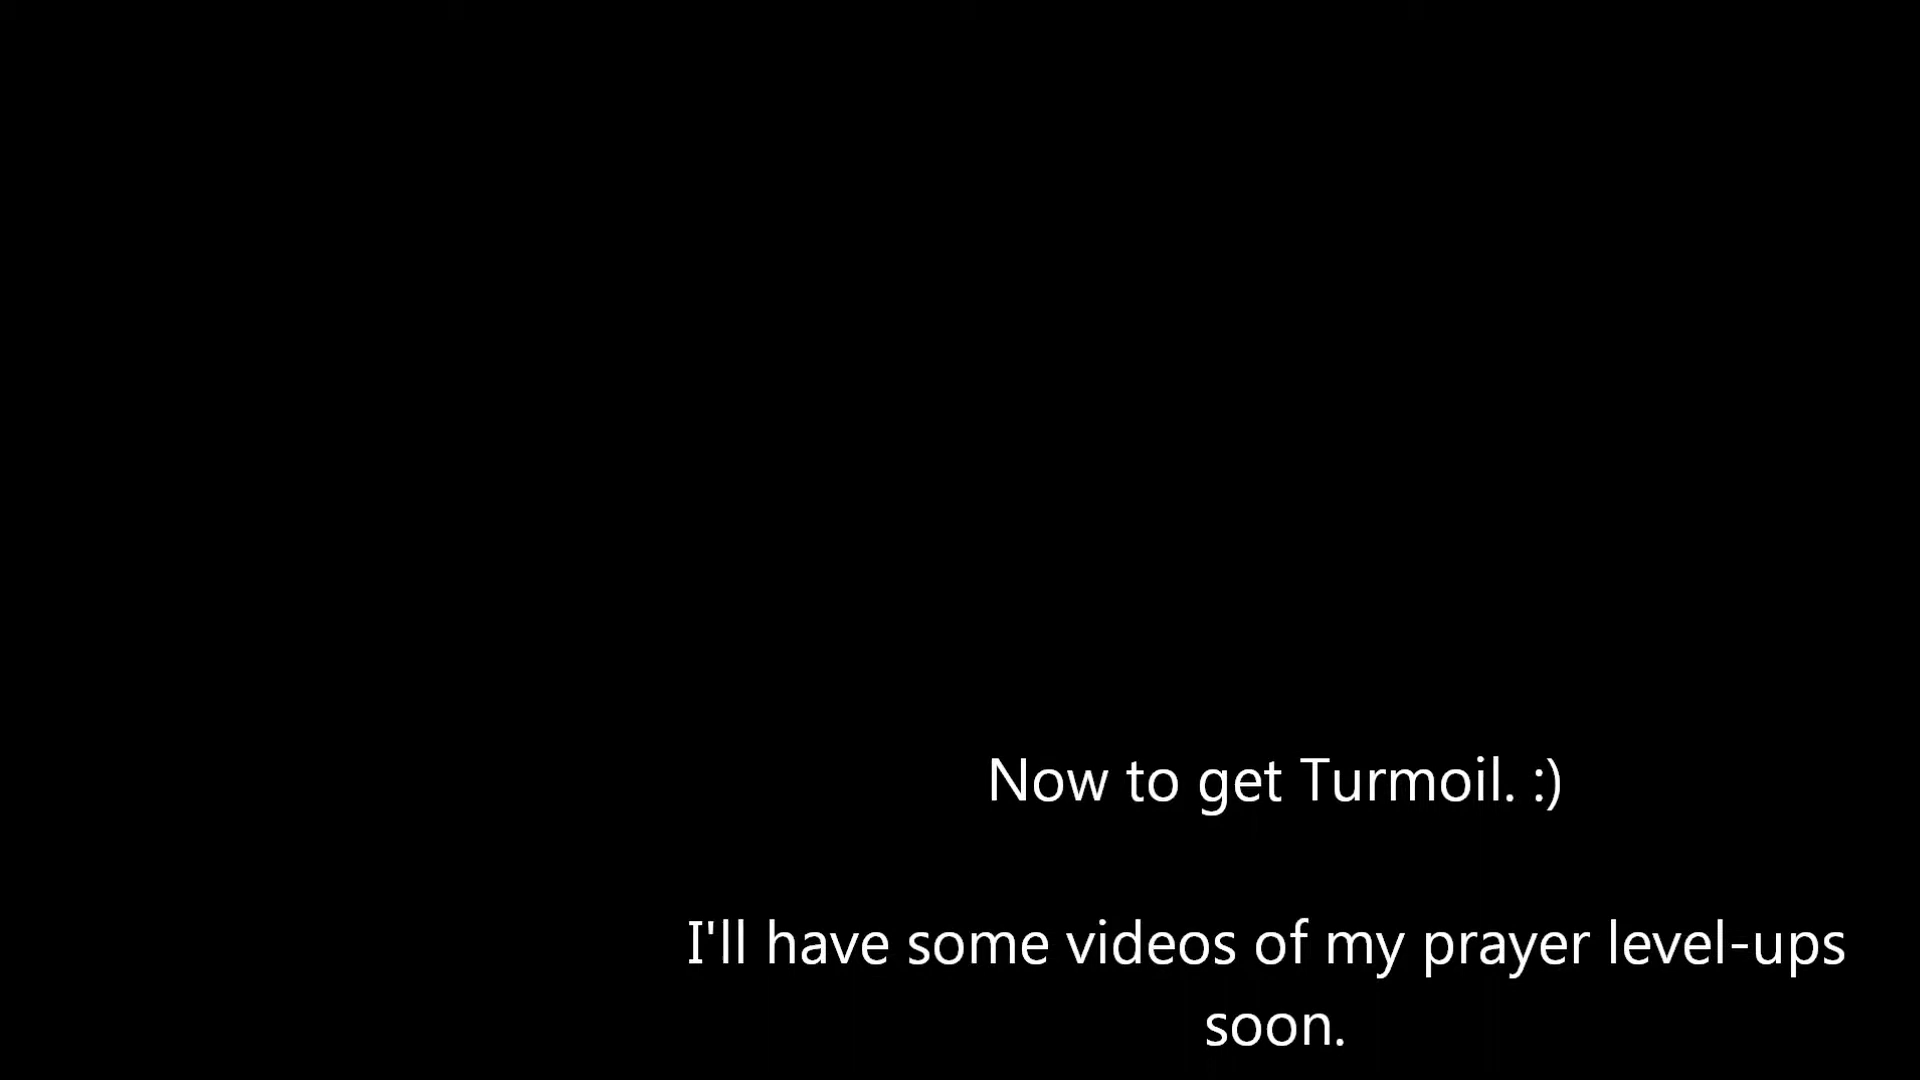 Now to get Turmoil. :)
I'll have some videos of my prayer level-ups
soon.